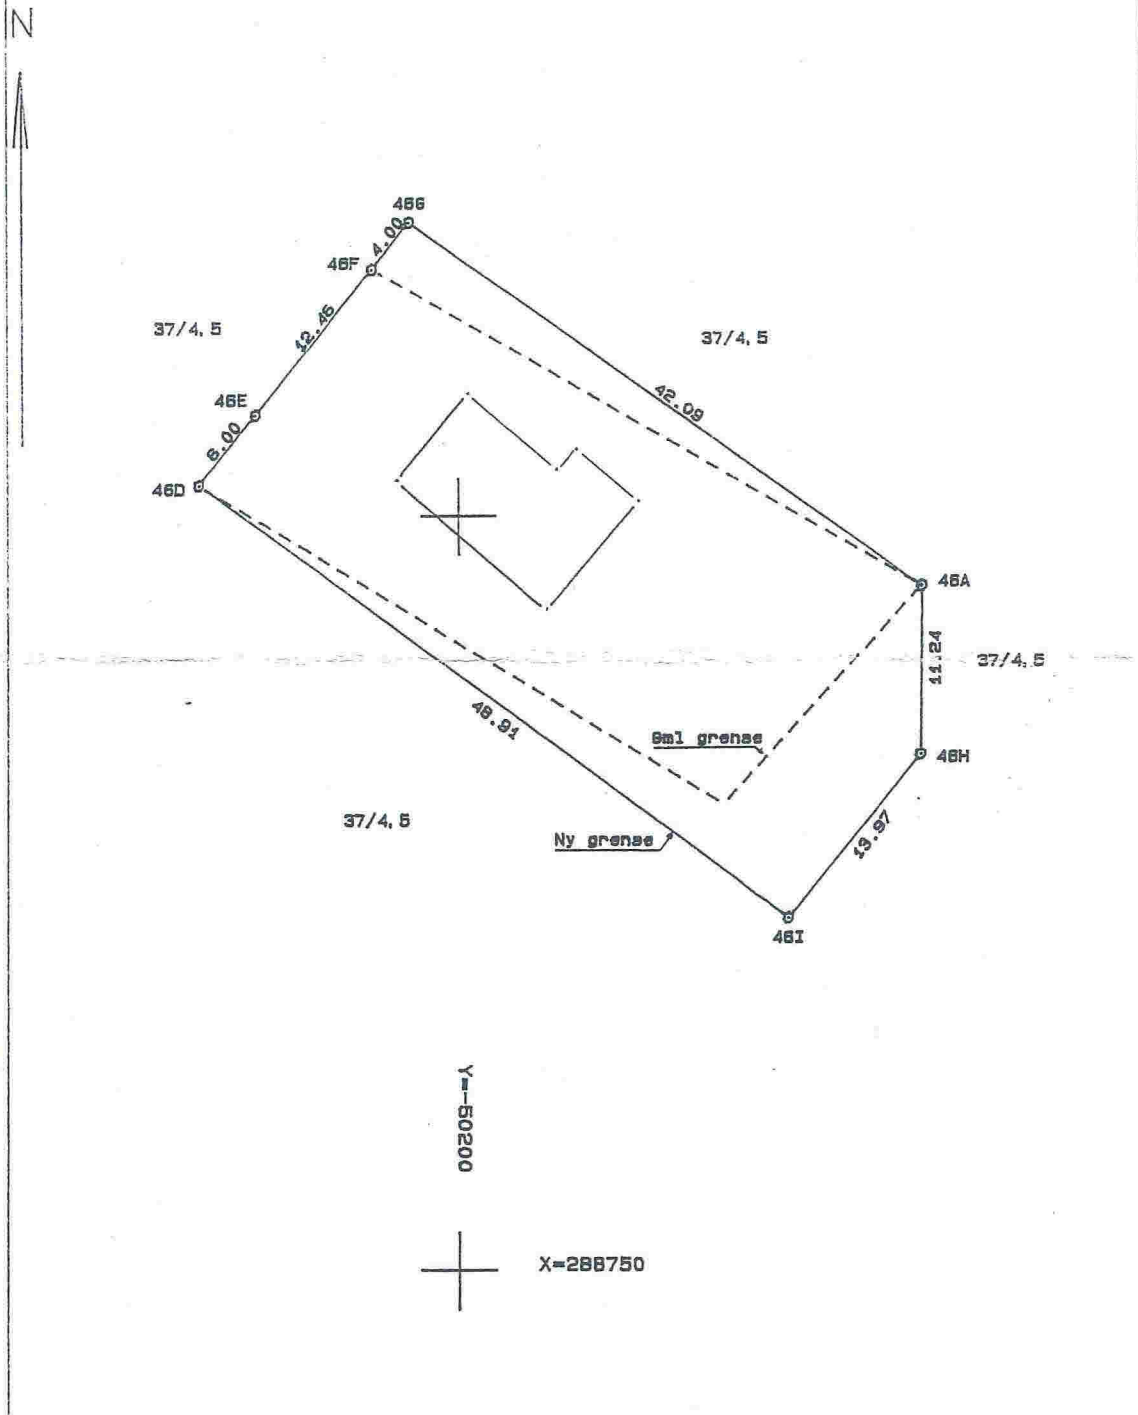 N
46G
4.00
46F
12.46
37/4,5
37/4,5
42.09
46E
6.00
46D
46A
11.24
37/4,5
48.91
Gml grense
46H
37/4,5
13.97
Ny grense
46I
Y=-50200
X=288750